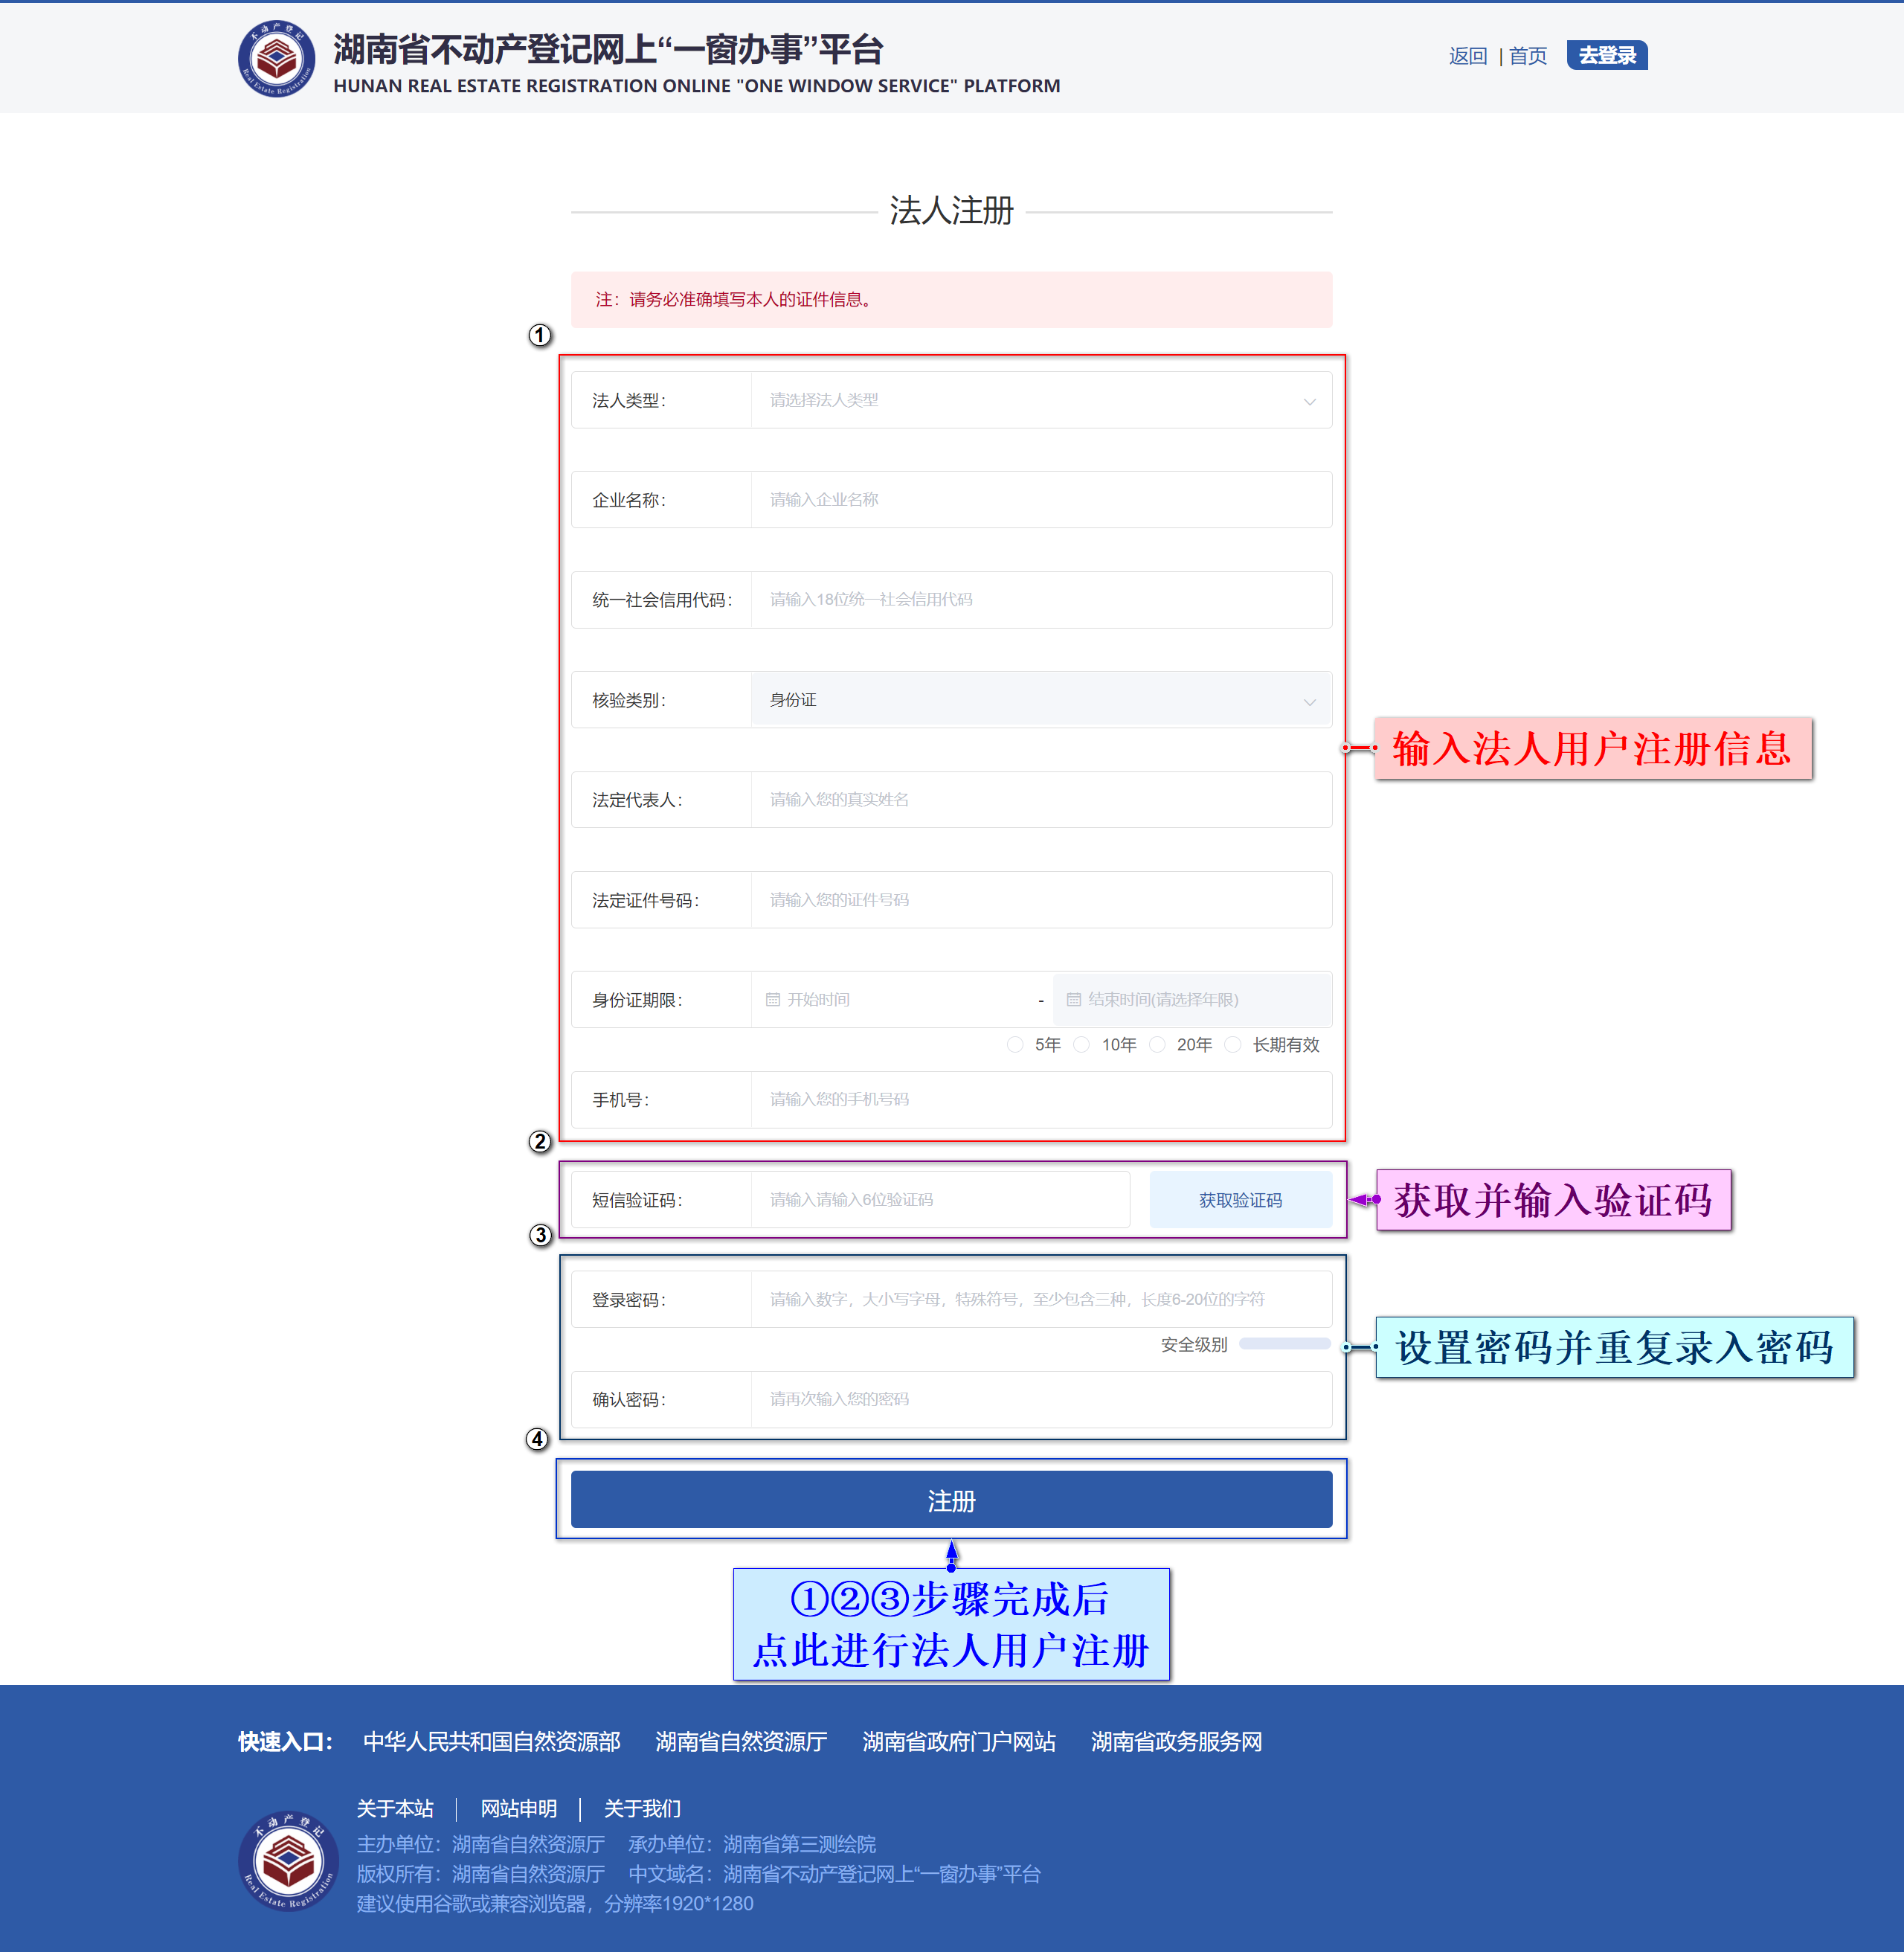 不动产登记
Real Estate Registration
湖南省不动产登记网上“一窗办事”平台
HUNAN REAL ESTATE REGISTRATION ONLINE "ONE WINDOW SERVICE" PLATFORM
返回 | 首页 去登录
法人注册
注：请务必准确填写本人的证件信息。
①
法人类型： 请选择法人类型
企业名称： 请输入企业名称
统一社会信用代码： 请输入18位统一社会信用代码
核验类别： 身份证
输入法人用户注册信息
法定代表人： 请输入您的真实姓名
法定证件号码： 请输入您的证件号码
身份证期限： 开始时间 - 结束时间(请选择年限)
5年 10年 20年 长期有效
手机号： 请输入您的手机号码
②
短信验证码： 请输入请输入6位验证码 获取验证码
获取并输入验证码
③
登录密码： 请输入数字，大小写字母，特殊符号，至少包含三种，长度6-20位的字符
安全级别
设置密码并重复录入密码
确认密码： 请再次输入您的密码
④
注册
①②③步骤完成后
点此进行法人用户注册
快速入口： 中华人民共和国自然资源部 湖南省自然资源厅 湖南省政府门户网站 湖南省政务服务网
不动产登记
Real Estate Registration
关于本站 | 网站申明 | 关于我们
主办单位：湖南省自然资源厅 承办单位：湖南省第三测绘院
版权所有：湖南省自然资源厅 中文域名：湖南省不动产登记网上“一窗办事”平台
建议使用谷歌或兼容浏览器，分辨率1920*1280